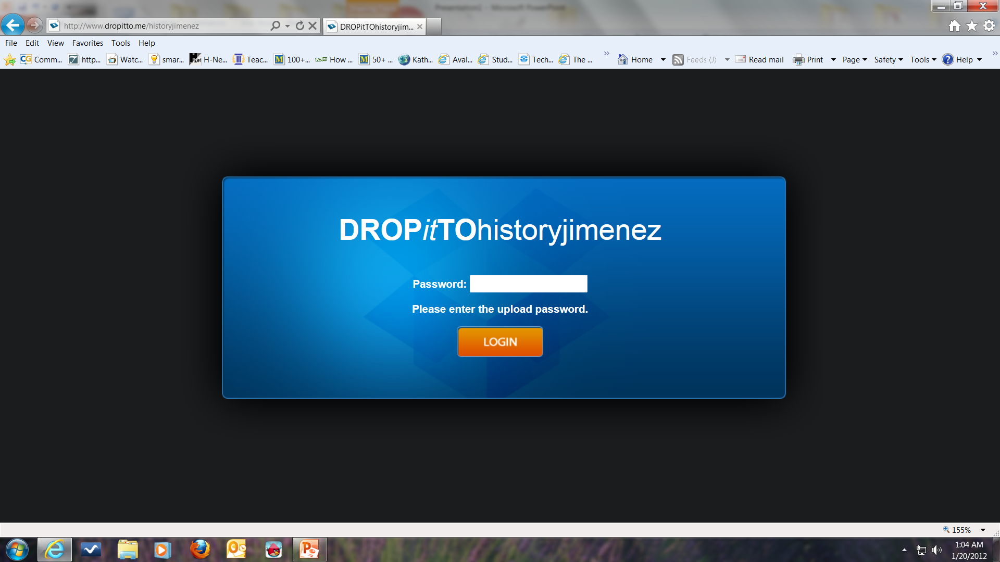 http://www.dropitto.me/historyjimenez
DROPitTOhistoryjim...
File Edit View Favorites Tools Help
Comm... http... Watc... smar... H-Ne... Teac... 100+... How ... 50+ ... Kath... Aval... Stud... Tech... The ... Home Feeds (J) Read mail Print Page Safety Tools Help
DROPitTOhistoryjimenez
Password:
Please enter the upload password.
LOGIN
155%
1:04 AM
1/20/2012